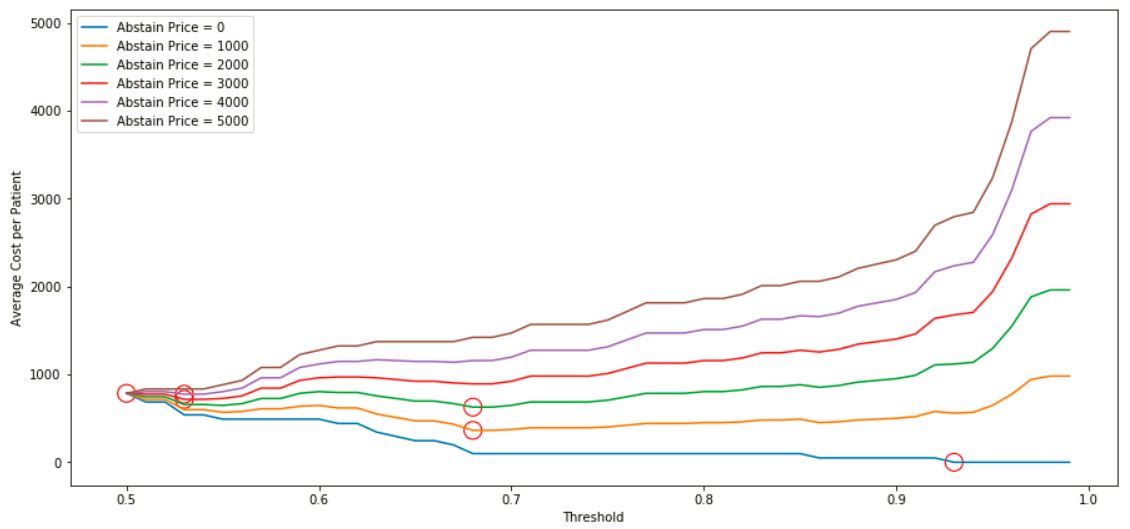 Abstain Price = 0
Abstain Price = 1000
Abstain Price = 2000
Abstain Price = 3000
Abstain Price = 4000
Abstain Price = 5000
Average Cost per Patient
5000
4000
3000
2000
1000
0
0.5 0.6 0.7 0.8 0.9 1.0
Threshold